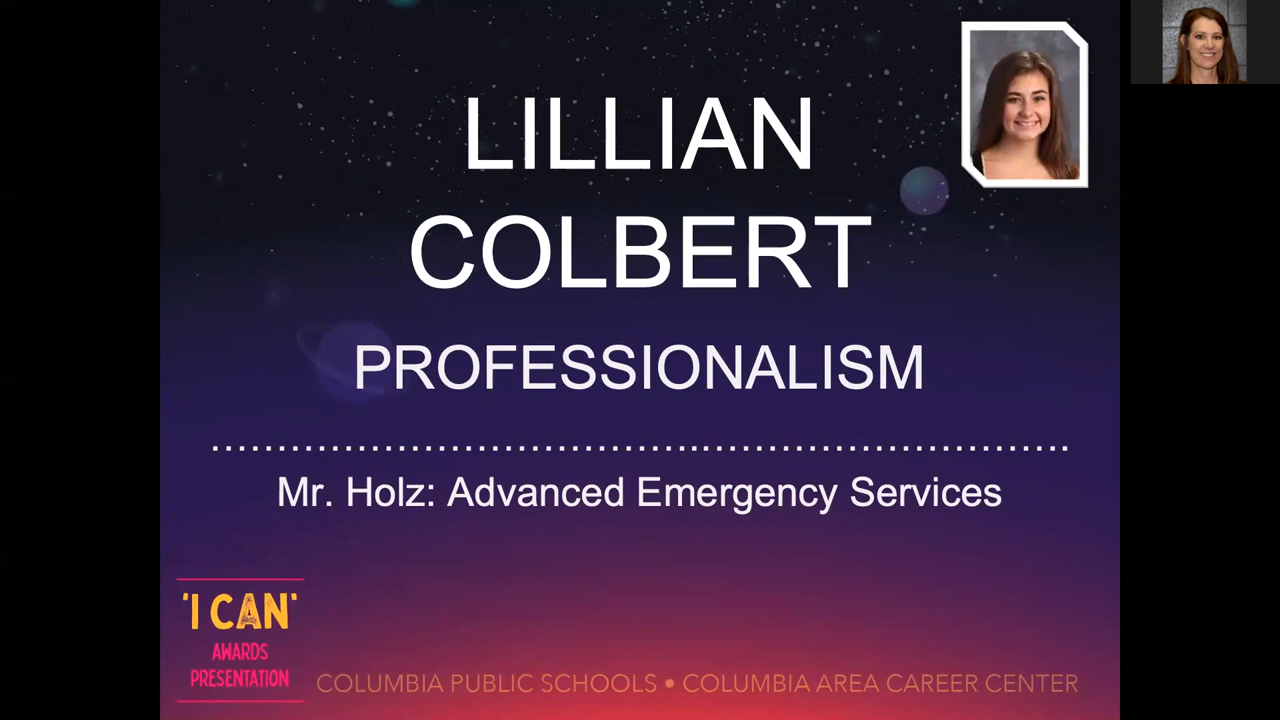 LILLIAN
COLBERT
PROFESSIONALISM
Mr. Holz: Advanced Emergency Services
'I CAN'
AWARDS
PRESENTATION
COLUMBIA PUBLIC SCHOOLS • COLUMBIA AREA CAREER CENTER